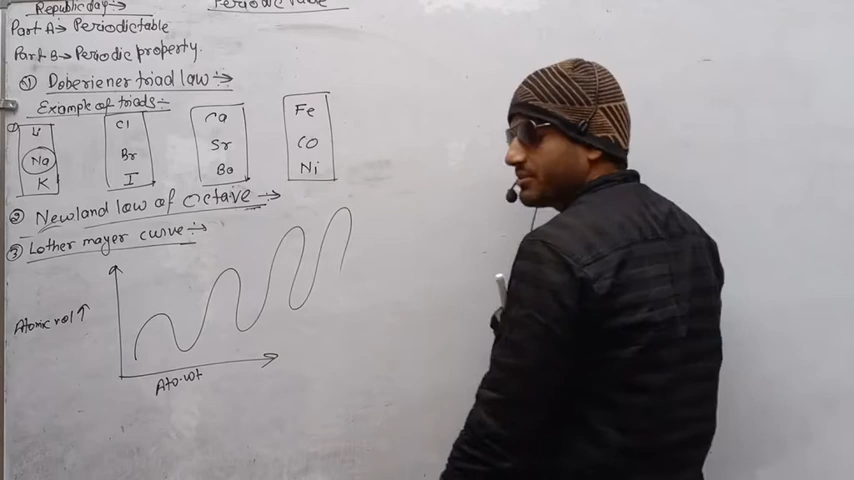 Republic day →
Periodic Table
Part A → Periodictable
Part B → Periodic property.
① Doberiener triad law :→
Example of triads :-
① Li Cl Ca Fe
Na Br Sr CO
K I Ba Ni
② Newland law of Octave →
③ Lother mayer curve :→
Atomic vol ↑
Ato.wt